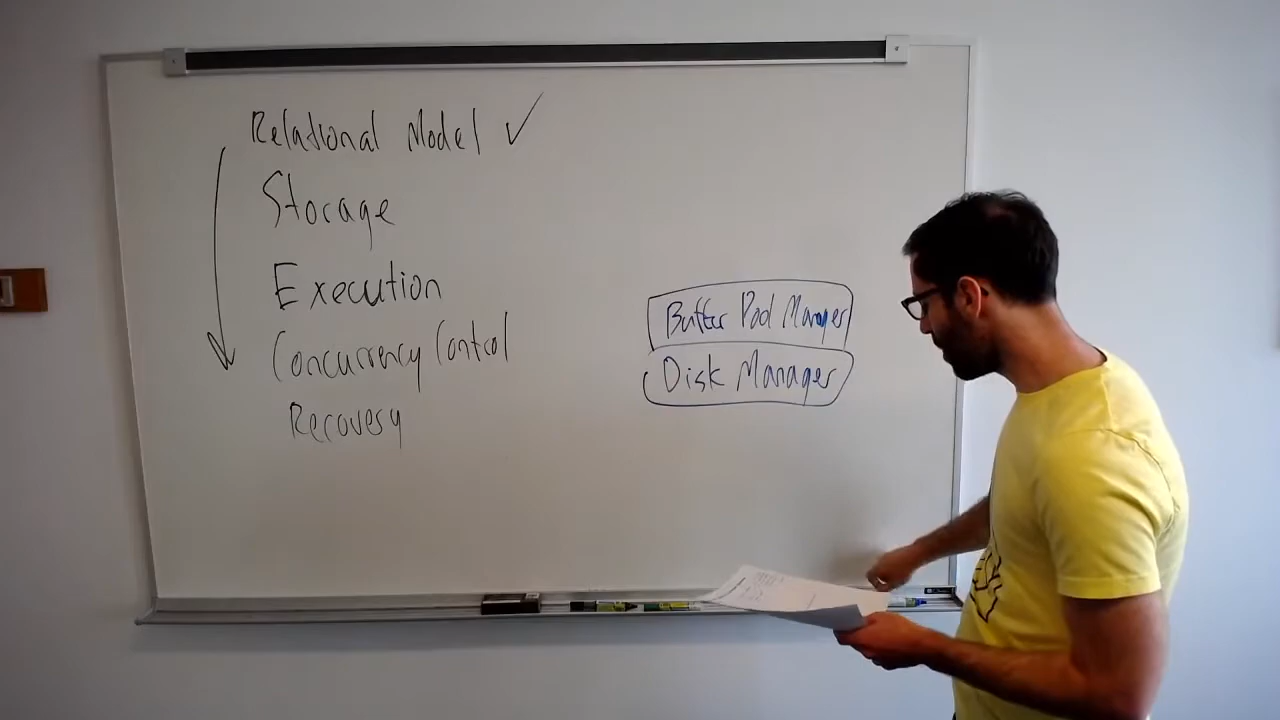 Relational Model ✓
Storage
Execution
Concurrency Control
Recovery
Buffer Pool Manager
Disk Manager